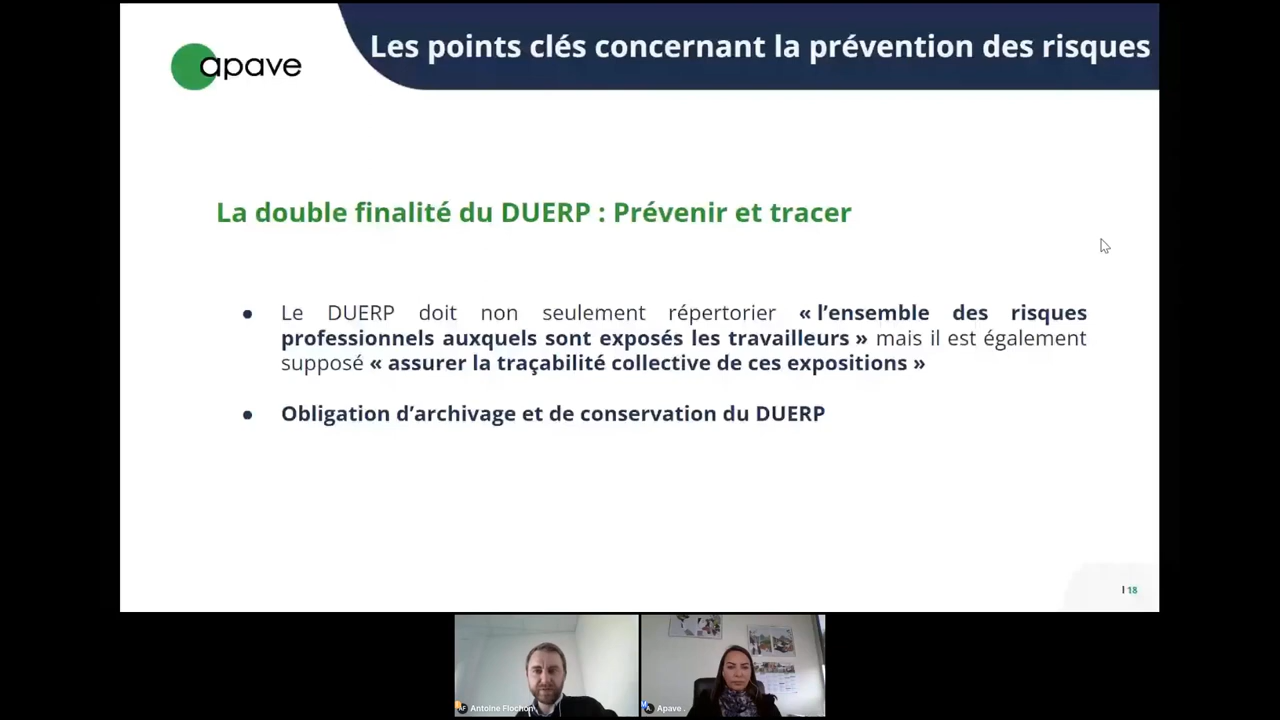 apave
Les points clés concernant la prévention des risques
La double finalité du DUERP : Prévenir et tracer
• Le DUERP doit non seulement répertorier « l’ensemble des risques
professionnels auxquels sont exposés les travailleurs » mais il est également
supposé « assurer la traçabilité collective de ces expositions »
• Obligation d’archivage et de conservation du DUERP
I 18
AF Antoine Flochon
A. Apave .